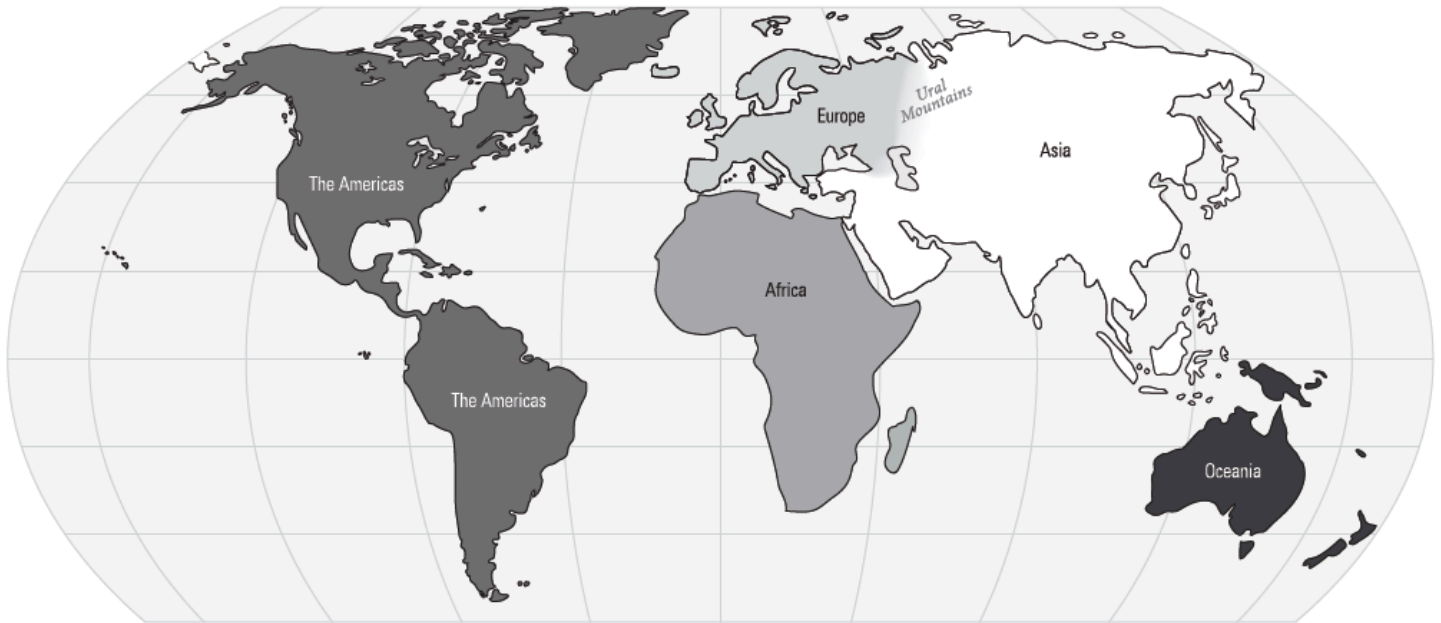 Ural
Mountains
Europe
Asia
The Americas
Africa
The Americas
Oceania